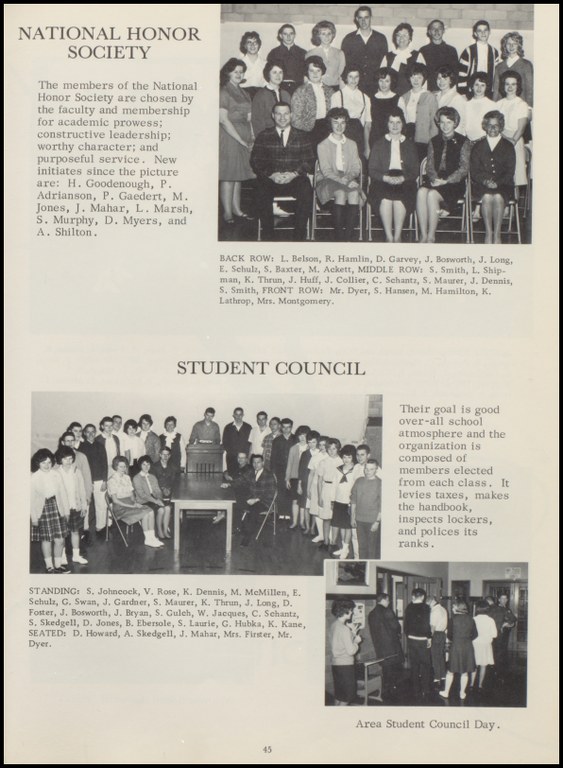 NATIONAL HONOR
SOCIETY
The members of the National
Honor Society are chosen by
the faculty and membership
for academic prowess;
constructive leadership;
worthy character; and
purposeful service. New
initiates since the picture
are: H. Goodenough, P.
Adrianson, P. Gaedert, M.
Jones, J. Mahar, L. Marsh,
S. Murphy, D. Myers, and
A. Shilton.
BACK ROW: L. Belson, R. Hamlin, D. Garvey, J. Bosworth, J. Long,
E. Schulz, S. Baxter, M. Ackett, MIDDLE ROW: S. Smith, L. Ship-
man, K. Thrun, J. Huff, J. Collier, C. Schantz, S. Maurer, J. Dennis,
S. Smith, FRONT ROW: Mr. Dyer, S. Hansen, M. Hamilton, K.
Lathrop, Mrs. Montgomery.
STUDENT COUNCIL
Their goal is good
over-all school
atmosphere and the
organization is
composed of
members elected
from each class. It
levies taxes, makes
the handbook,
inspects lockers,
and polices its
ranks.
STANDING: S. Johncock, V. Rose, K. Dennis, M. McMillen, E.
Schulz, G. Swan, J. Gardner, S. Maurer, K. Thrun, J. Long, D.
Foster, J. Bosworth, J. Bryan, S. Gulch, W. Jacques, C. Schantz,
S. Skedgell, D. Jones, B. Ebersole, S. Laurie, G. Hubka, K. Kane,
SEATED: D. Howard, A. Skedgell, J. Mahar, Mrs. Firster, Mr.
Dyer.
Area Student Council Day.
45